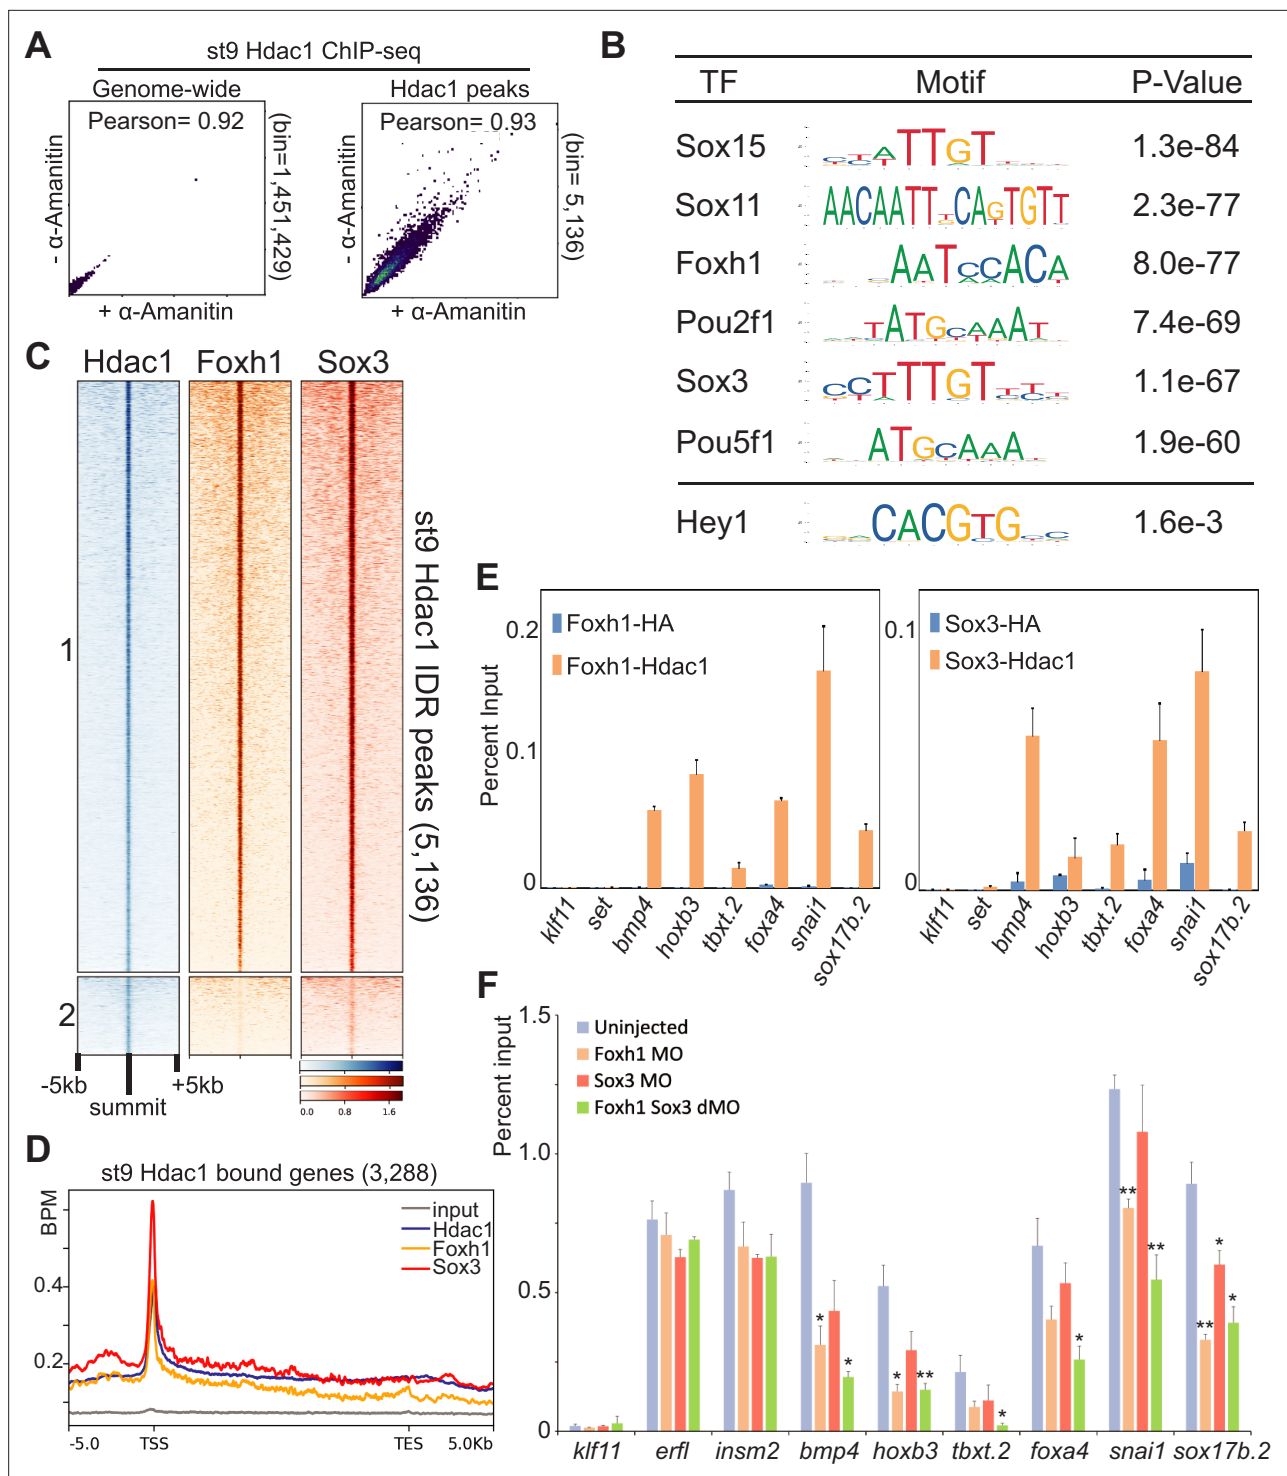 A
st9 Hdac1 ChIP-seq
Genome-wide
Pearson= 0.92
- α-Amanitin
+ α-Amanitin
(bin=1,451,429)
Hdac1 peaks
Pearson= 0.93
- α-Amanitin
+ α-Amanitin
(bin= 5,136)
B
TF Motif P-Value
Sox15 1.3e-84
Sox11 AACAATT CAGTGTT 2.3e-77
Foxh1 AATCCACA 8.0e-77
Pou2f1 TATGCAAAT 7.4e-69
Sox3 CCTTTGT 1.1e-67
Pou5f1 ATGCAAA 1.9e-60
Hey1 CACGTG 1.6e-3
C
Hdac1 Foxh1 Sox3
1
2
st9 Hdac1 IDR peaks (5,136)
-5kb summit +5kb
0.0 0.8 1.6
D
st9 Hdac1 bound genes (3,288)
BPM
0.4
0.2
input
Hdac1
Foxh1
Sox3
-5.0 TSS TES 5.0Kb
E
Percent Input
0.2
0.1
0
Foxh1-HA
Foxh1-Hdac1
klf11 set bmp4 hoxb3 tbxt.2 foxa4 snai1 sox17b.2
0.1
0
Sox3-HA
Sox3-Hdac1
klf11 set bmp4 hoxb3 tbxt.2 foxa4 snai1 sox17b.2
F
Percent input
1.5
1.0
0.5
0
Uninjected
Foxh1 MO
Sox3 MO
Foxh1 Sox3 dMO
* * * ** * * ** ** ** * *
klf11 erfl insm2 bmp4 hoxb3 tbxt.2 foxa4 snai1 sox17b.2